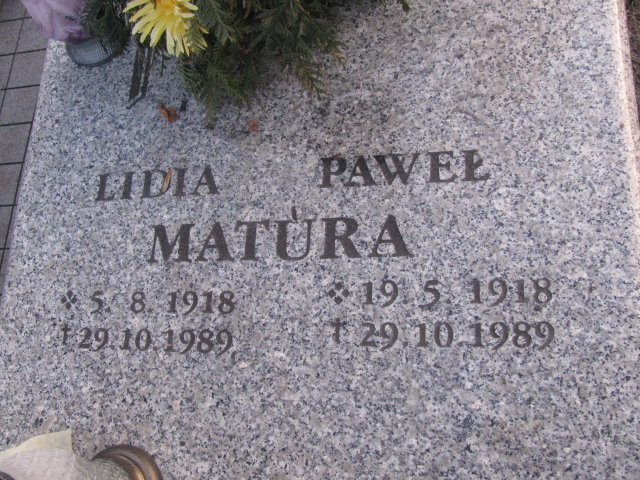 LIDIA PAWEŁ
MATURA
5. 8. 1918 19. 5. 1918
† 29. 10. 1989 † 29. 10. 1989